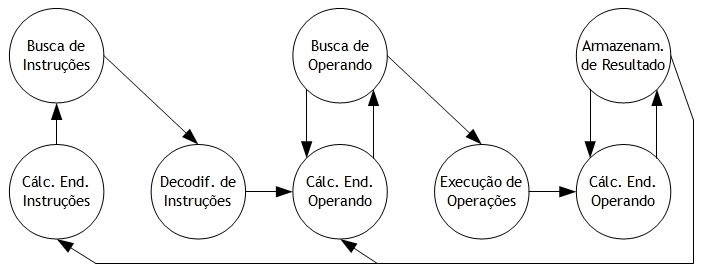 Busca de
Instruções
Busca de
Operando
Armazenam.
de Resultado
Cálc. End.
Instruções
Decodif. de
Instruções
Cálc. End.
Operando
Execução de
Operações
Cálc. End.
Operando